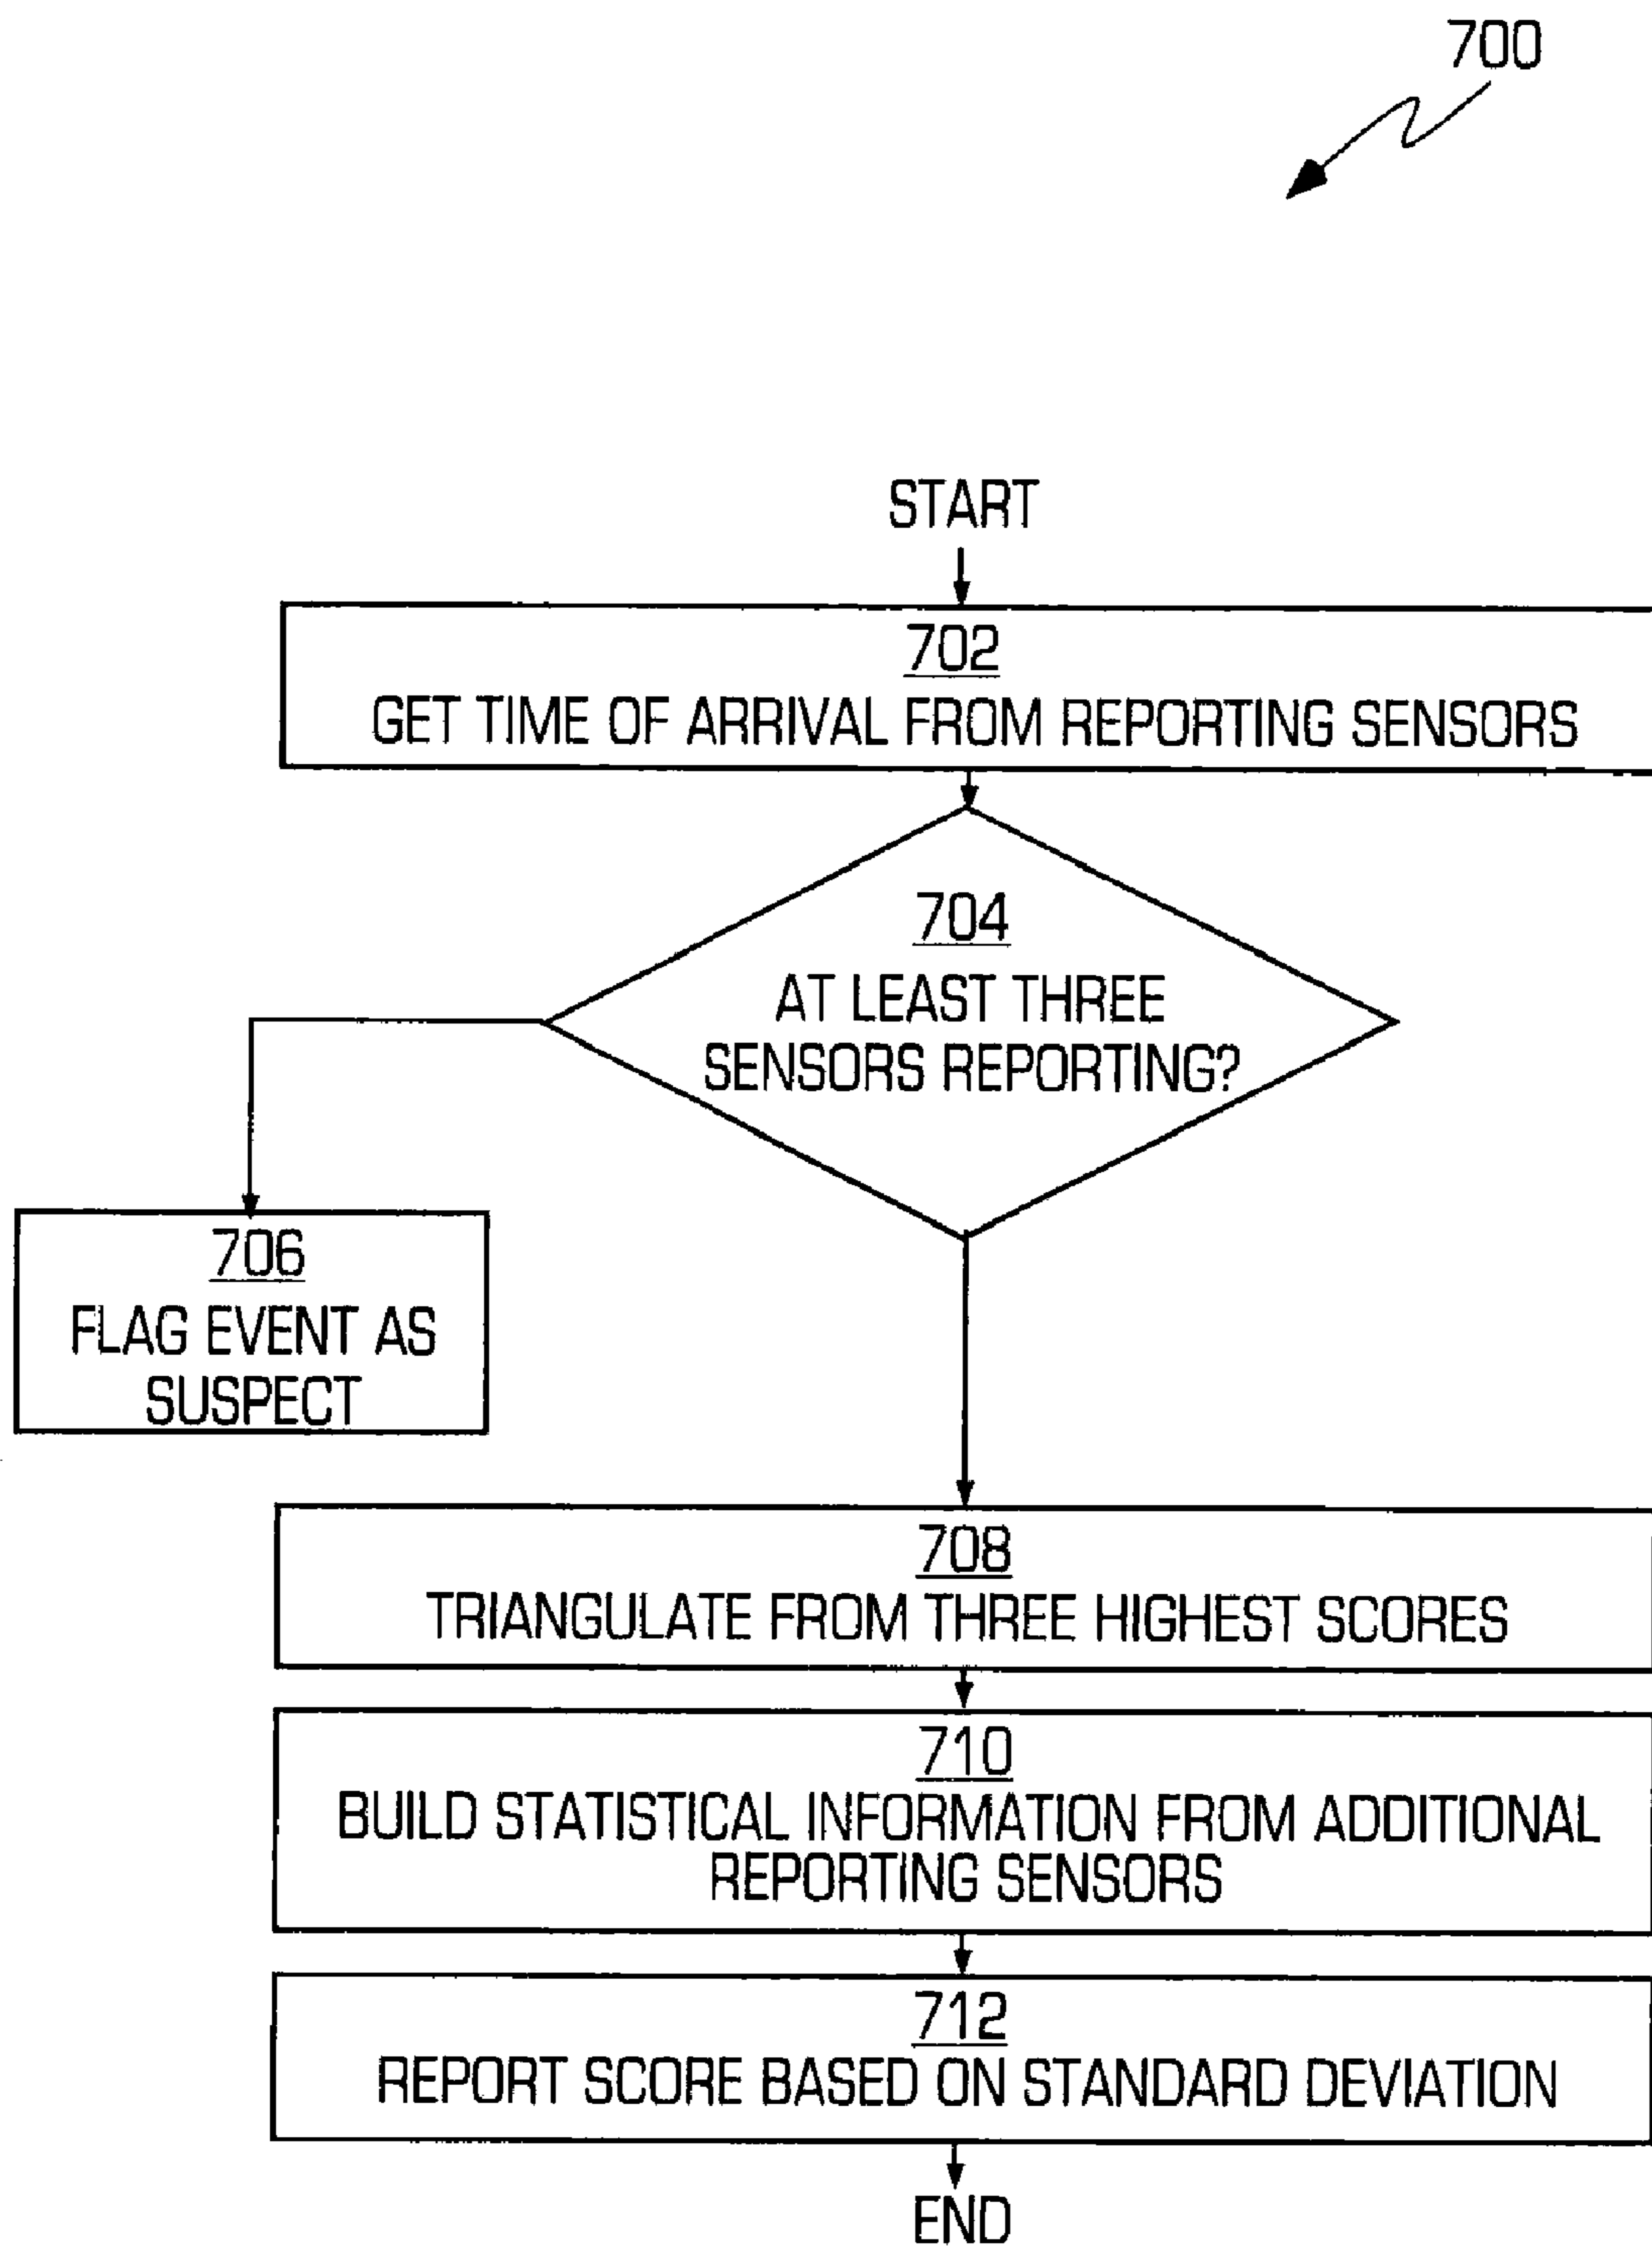 700
START
702
GET TIME OF ARRIVAL FROM REPORTING SENSORS
704
AT LEAST THREE
SENSORS REPORTING?
706
FLAG EVENT AS
SUSPECT
708
TRIANGULATE FROM THREE HIGHEST SCORES
710
BUILD STATISTICAL INFORMATION FROM ADDITIONAL
REPORTING SENSORS
712
REPORT SCORE BASED ON STANDARD DEVIATION
END